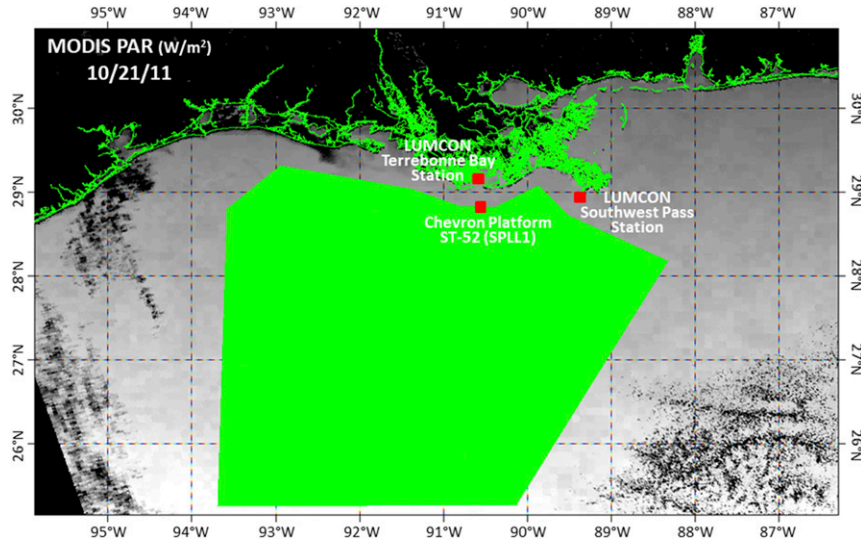 95°W 94°W 93°W 92°W 91°W 90°W 89°W 88°W 87°W
MODIS PAR (W/m²)
10/21/11
30°N 30°N
LUMCON
Terrebonne Bay
Station
29°N 29°N
LUMCON
Southwest Pass
Station
Chevron Platform
ST-52 (SPLL1)
28°N 28°N
27°N 27°N
26°N 26°N
95°W 94°W 93°W 92°W 91°W 90°W 89°W 88°W 87°W